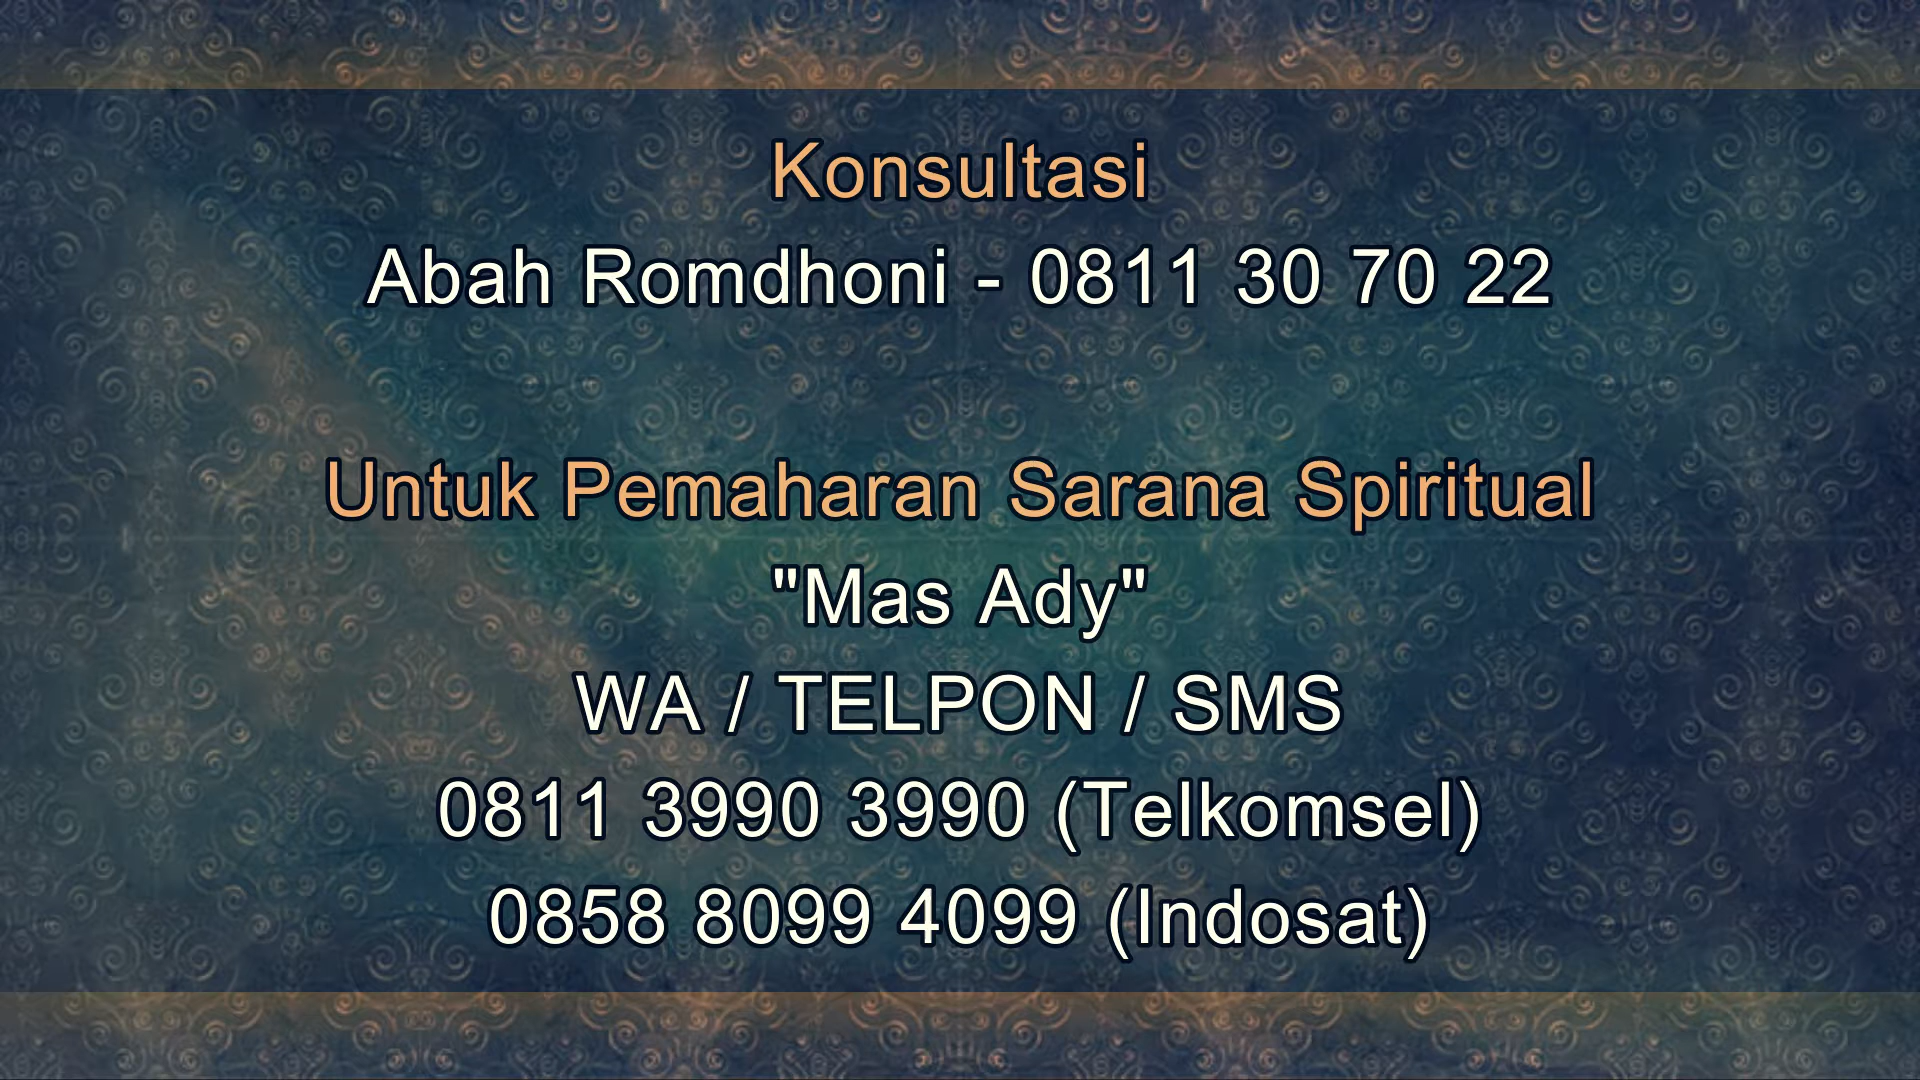 Konsultasi
Abah Romdhoni - 0811 30 70 22
Untuk Pemaharan Sarana Spiritual
"Mas Ady"
WA / TELPON / SMS
0811 3990 3990 (Telkomsel)
0858 8099 4099 (Indosat)